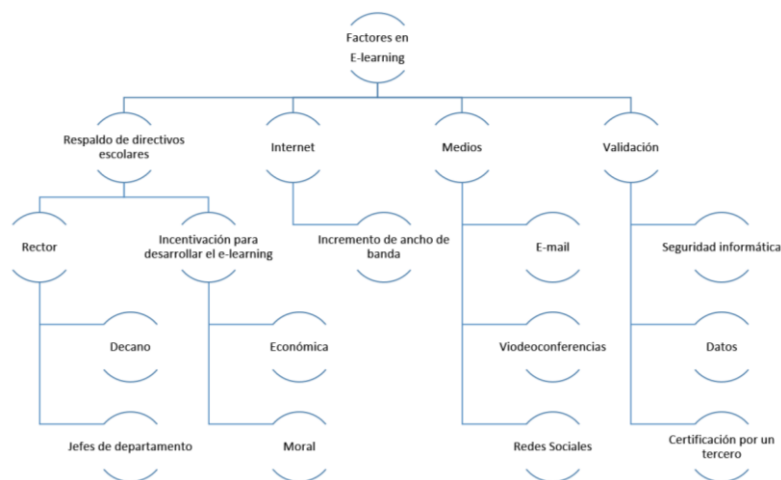 Factores en
E-learning
Respaldo de directivos
escolares
Internet
Medios
Validación
Rector
Incentivación para
desarrollar el e-learning
Incremento de ancho de
banda
E-mail
Seguridad informática
Decano
Económica
Viodeoconferencias
Datos
Jefes de departamento
Moral
Redes Sociales
Certificación por un
tercero